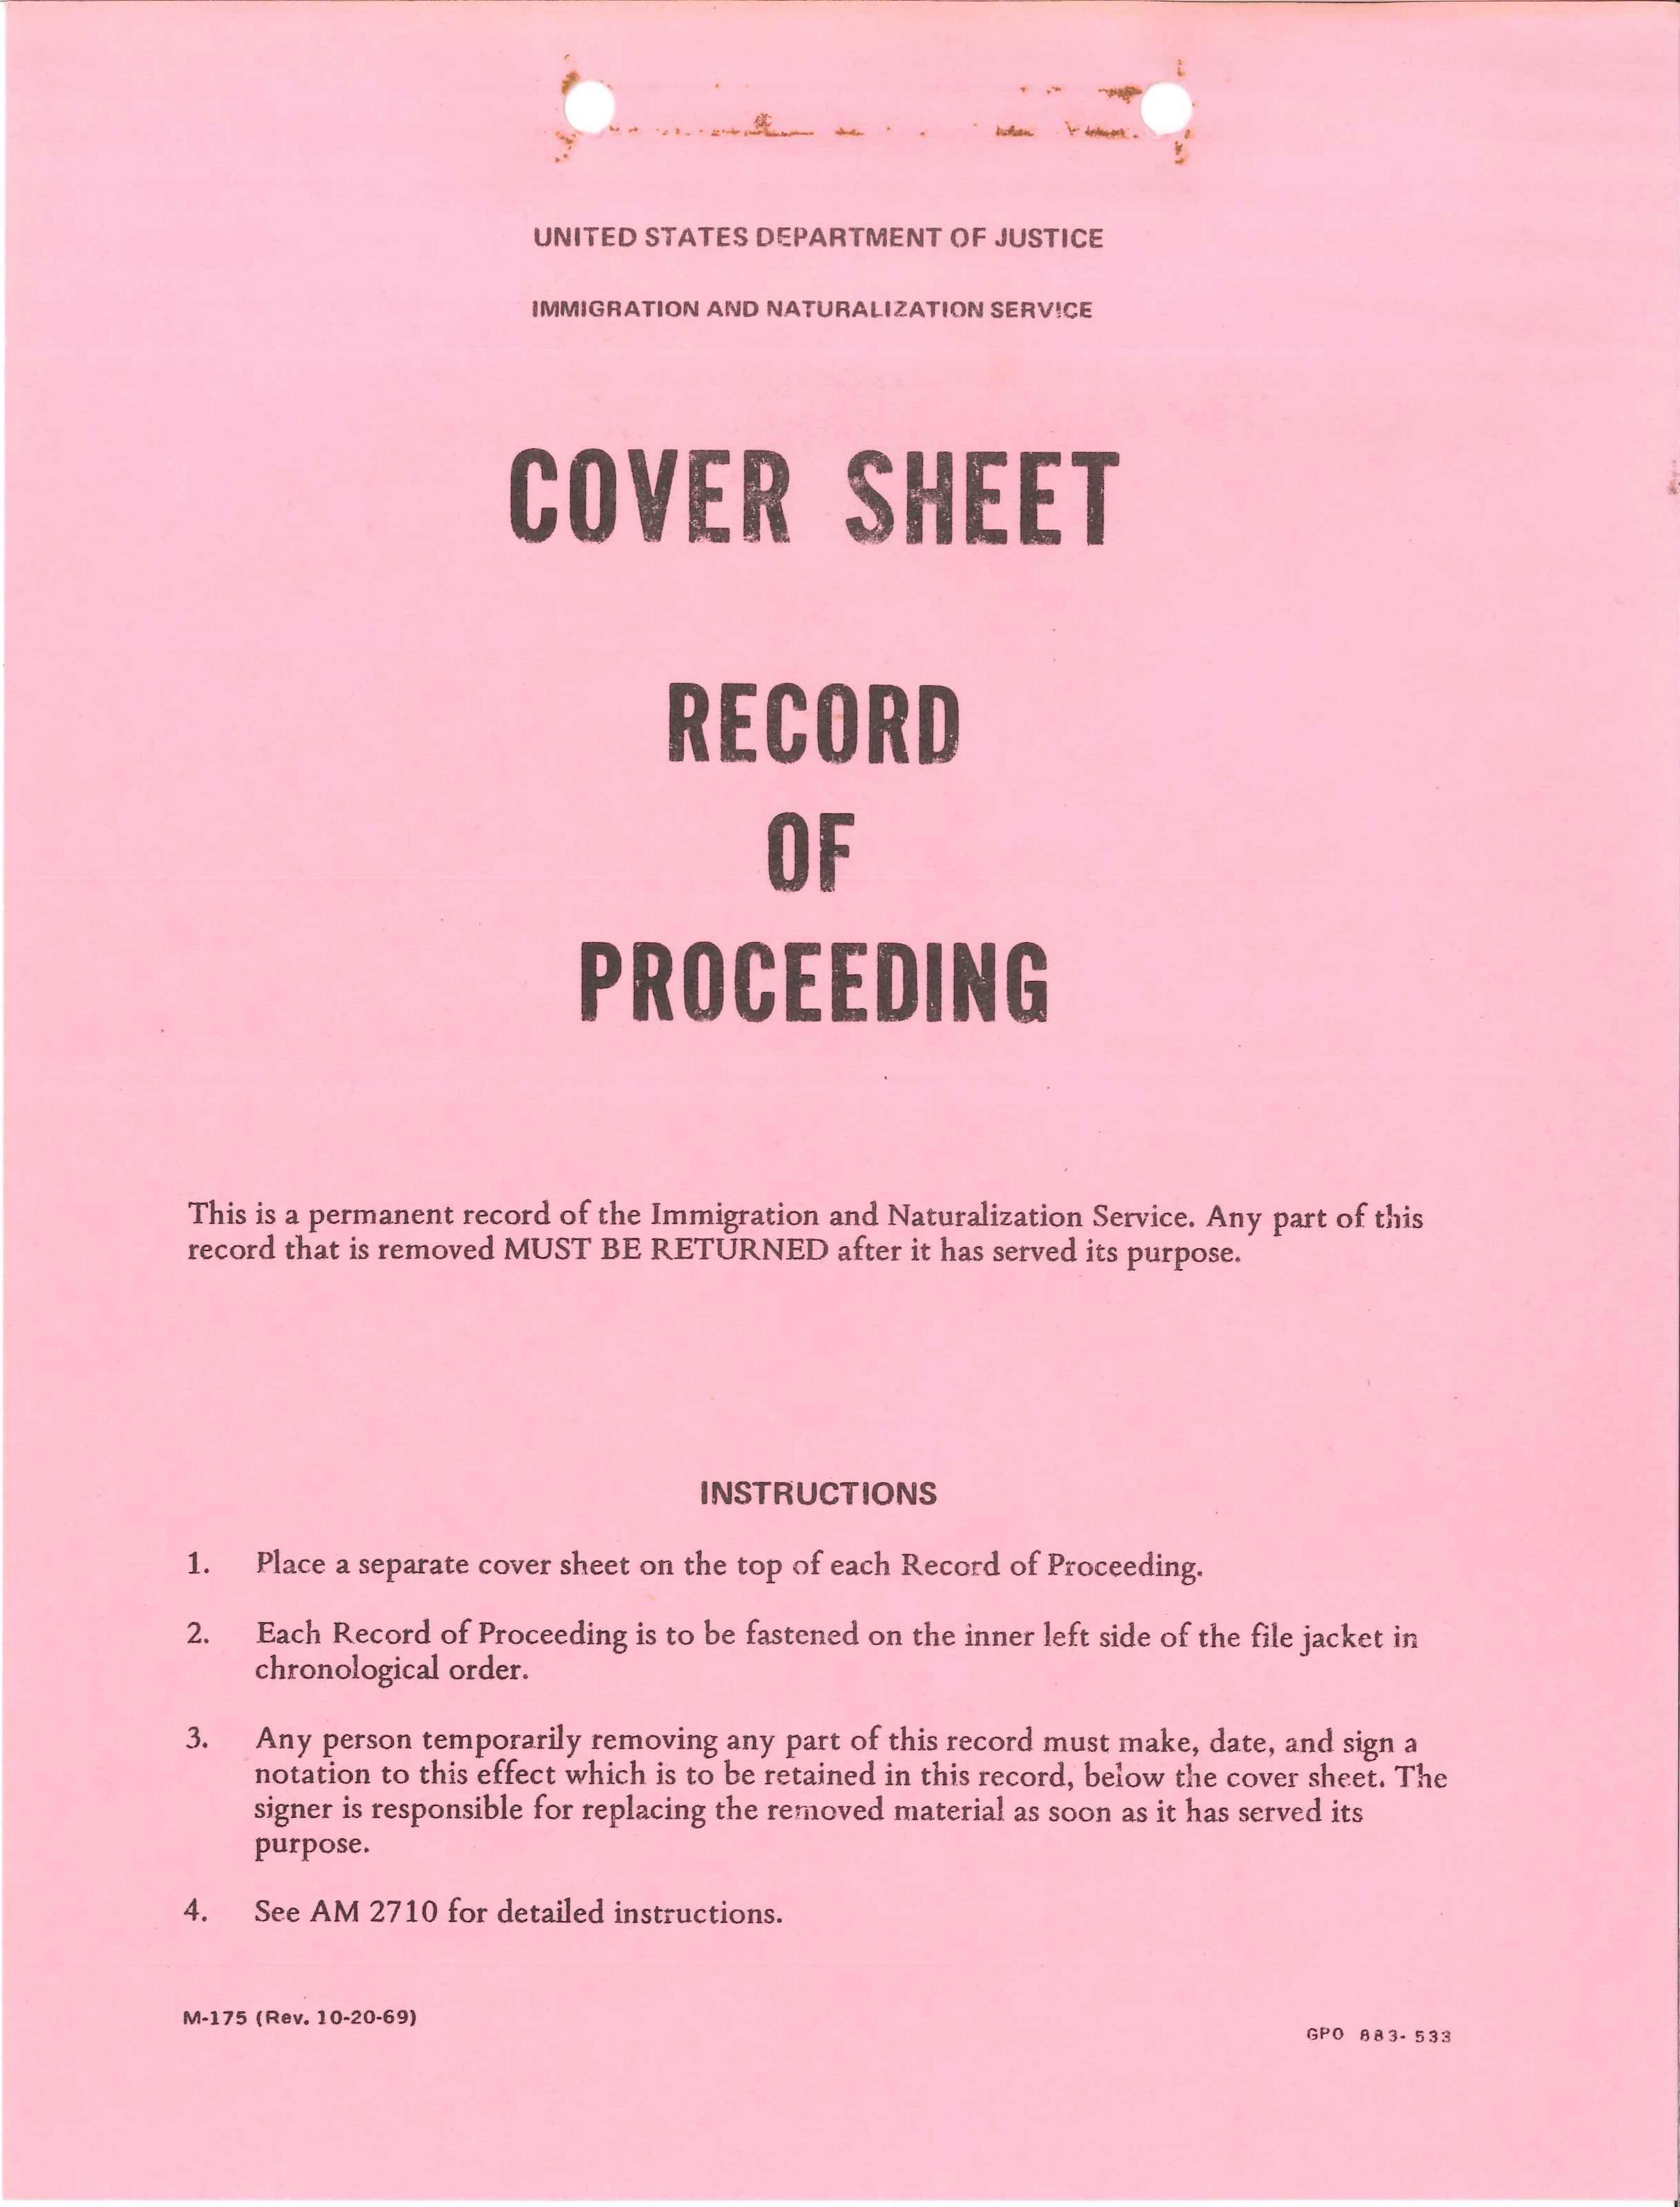 UNITED STATES DEPARTMENT OF JUSTICE
IMMIGRATION AND NATURALIZATION SERVICE
COVER SHEET
RECORD
OF
PROCEEDING
This is a permanent record of the Immigration and Naturalization Service. Any part of this
record that is removed MUST BE RETURNED after it has served its purpose.
INSTRUCTIONS
1. Place a separate cover sheet on the top of each Record of Proceeding.
2. Each Record of Proceeding is to be fastened on the inner left side of the file jacket in
chronological order.
3. Any person temporarily removing any part of this record must make, date, and sign a
notation to this effect which is to be retained in this record, below the cover sheet. The
signer is responsible for replacing the removed material as soon as it has served its
purpose.
4. See AM 2710 for detailed instructions.
M-175 (Rev. 10-20-69)
GPO 883-533